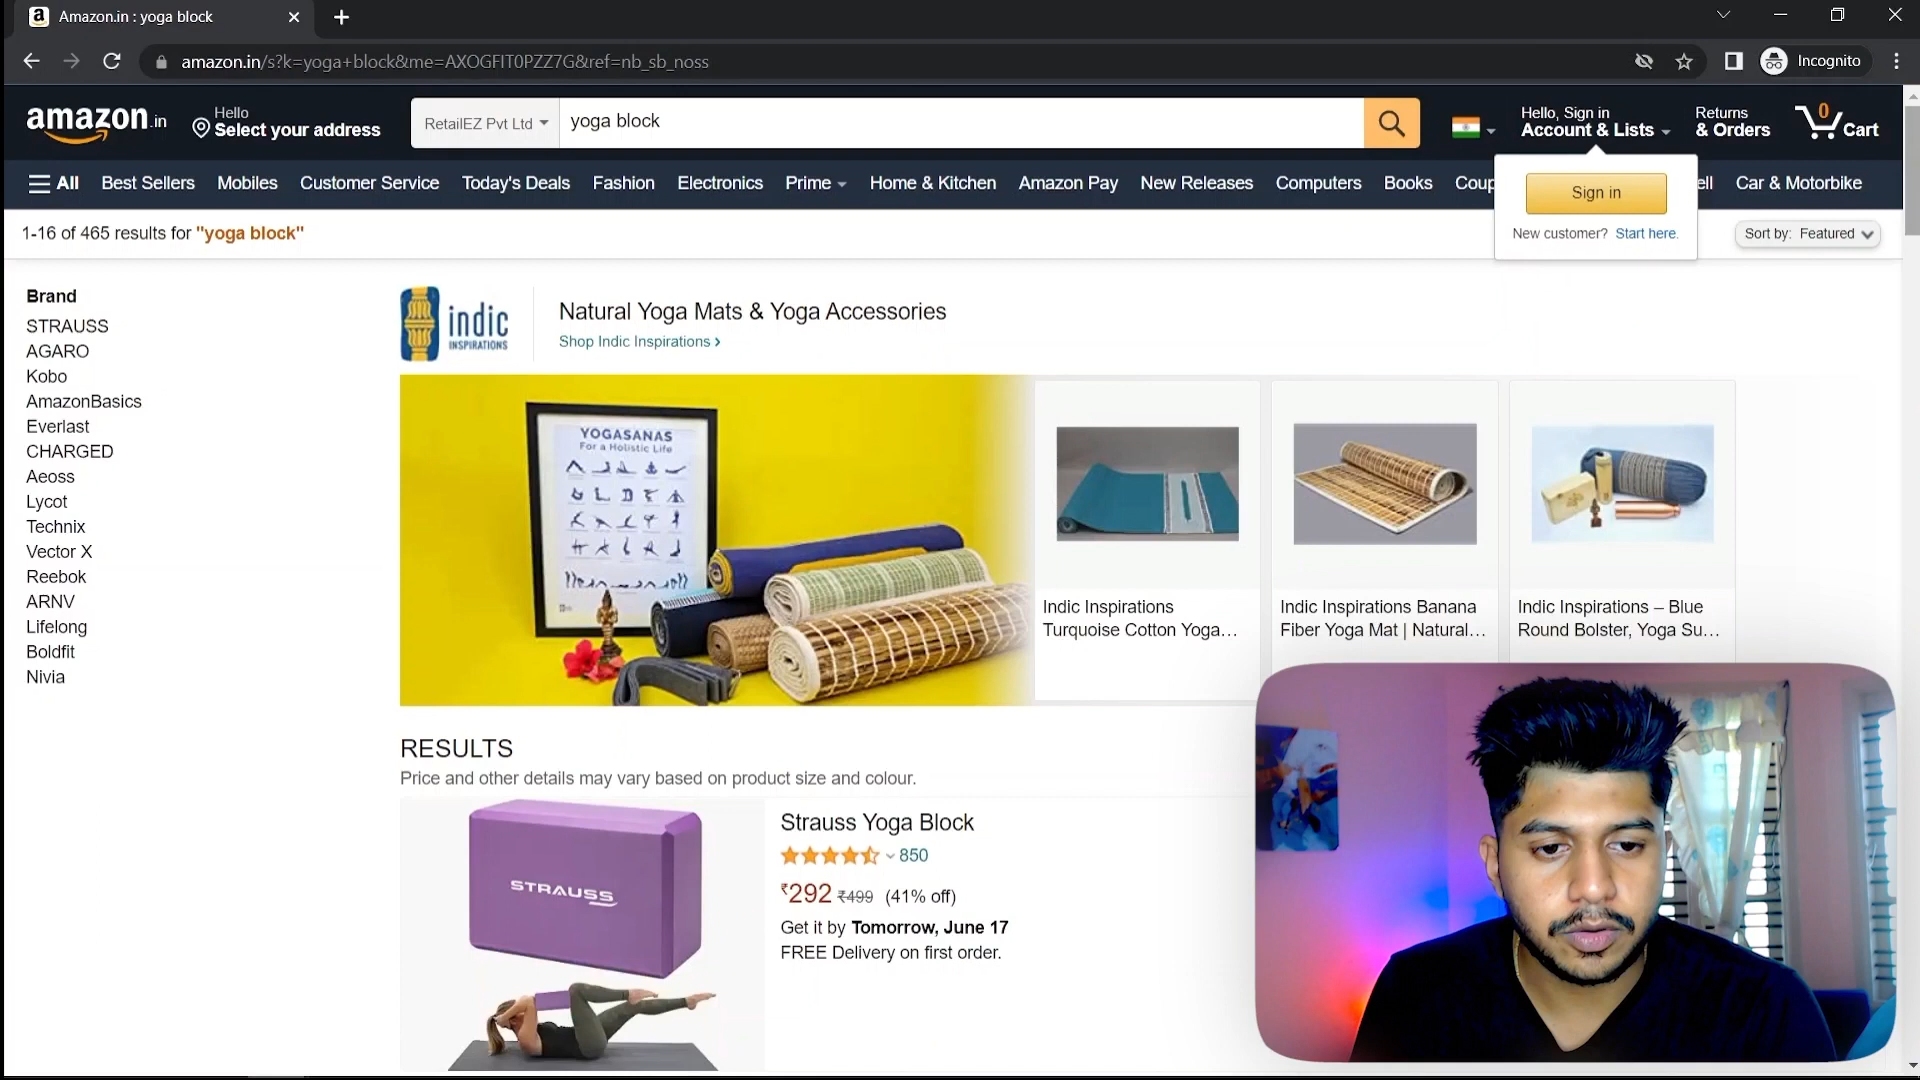 Amazon.in : yoga block
amazon.in/s?k=yoga+block&me=AXOGFIT0PZZ7G&ref=nb_sb_noss
Incognito
amazon.in
Hello
Select your address
RetailEZ Pvt Ltd
yoga block
Hello, Sign in
Account & Lists
Returns
& Orders
0
Cart
All Best Sellers Mobiles Customer Service Today's Deals Fashion Electronics Prime Home & Kitchen Amazon Pay New Releases Computers Books Coup ell Car & Motorbike
Sign in
New customer? Start here.
1-16 of 465 results for "yoga block"
Sort by: Featured
Brand
STRAUSS
AGARO
Kobo
AmazonBasics
Everlast
CHARGED
Aeoss
Lycot
Technix
Vector X
Reebok
ARNV
Lifelong
Boldfit
Nivia
indic
INSPIRATIONS
Natural Yoga Mats & Yoga Accessories
Shop Indic Inspirations ›
YOGASANAS
For a Holistic Life
Indic Inspirations
Turquoise Cotton Yoga...
Indic Inspirations Banana
Fiber Yoga Mat | Natural...
Indic Inspirations – Blue
Round Bolster, Yoga Su...
RESULTS
Price and other details may vary based on product size and colour.
STRAUSS
Strauss Yoga Block
850
₹292 ₹499 (41% off)
Get it by Tomorrow, June 17
FREE Delivery on first order.